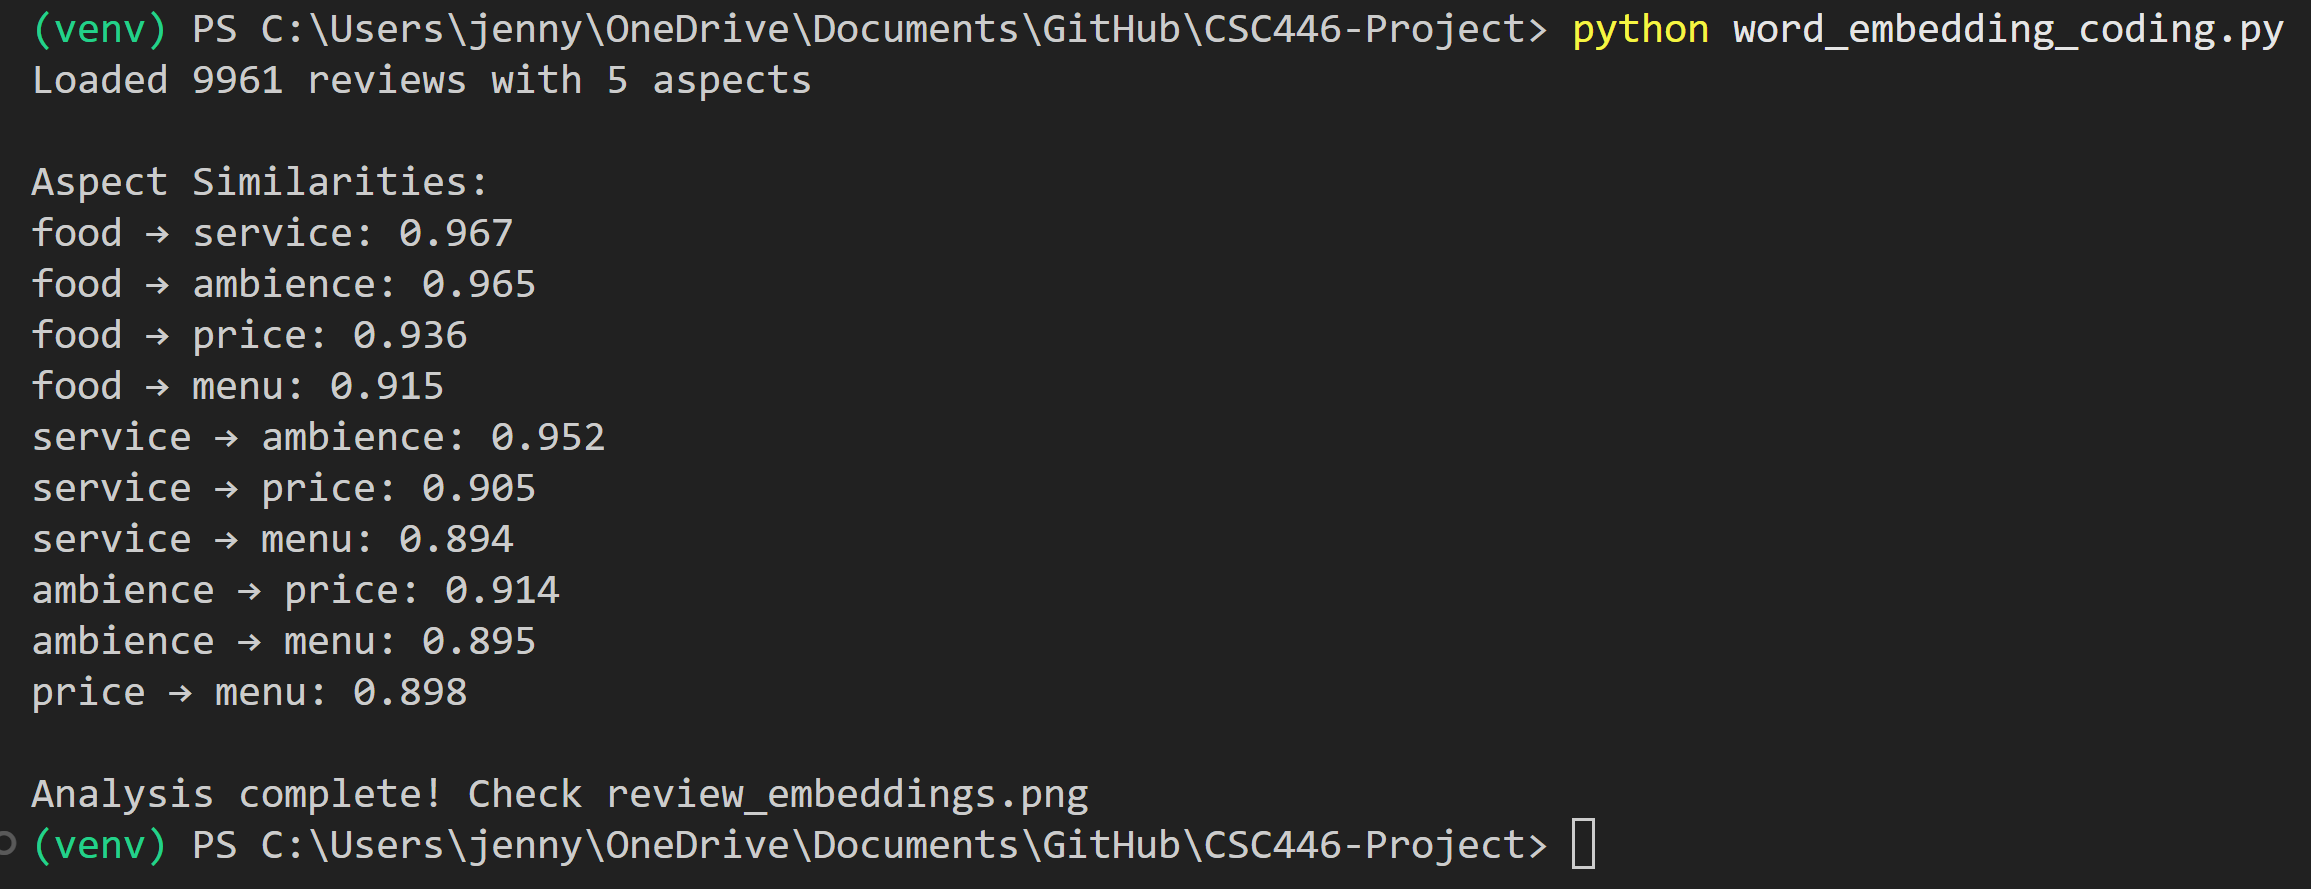 (venv) PS C:\Users\jenny\OneDrive\Documents\GitHub\CSC446-Project> python word_embedding_coding.py
Loaded 9961 reviews with 5 aspects
Aspect Similarities:
food → service: 0.967
food → ambience: 0.965
food → price: 0.936
food → menu: 0.915
service → ambience: 0.952
service → price: 0.905
service → menu: 0.894
ambience → price: 0.914
ambience → menu: 0.895
price → menu: 0.898
Analysis complete! Check review_embeddings.png
(venv) PS C:\Users\jenny\OneDrive\Documents\GitHub\CSC446-Project>